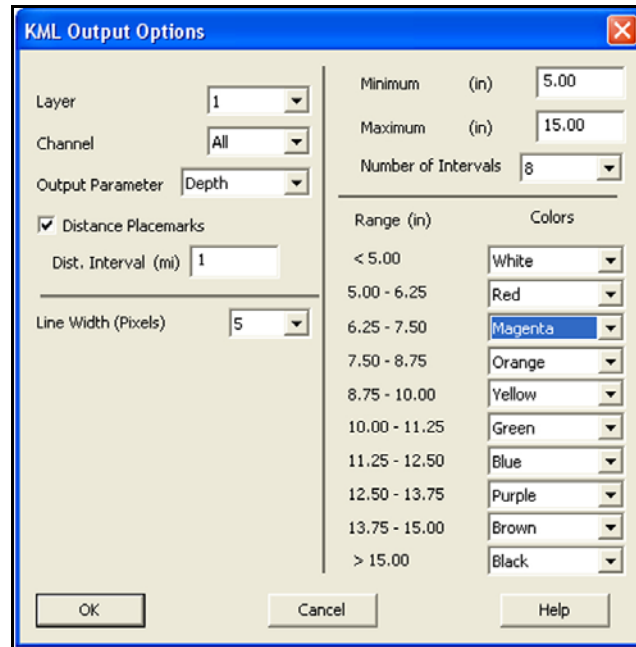 KML Output Options
Layer 1
Channel All
Output Parameter Depth
Distance Placemarks
Dist. Interval (mi) 1
Line Width (Pixels) 5
Minimum (in) 5.00
Maximum (in) 15.00
Number of Intervals 8
Range (in) Colors
< 5.00 White
5.00 - 6.25 Red
6.25 - 7.50 Magenta
7.50 - 8.75 Orange
8.75 - 10.00 Yellow
10.00 - 11.25 Green
11.25 - 12.50 Blue
12.50 - 13.75 Purple
13.75 - 15.00 Brown
> 15.00 Black
OK Cancel Help